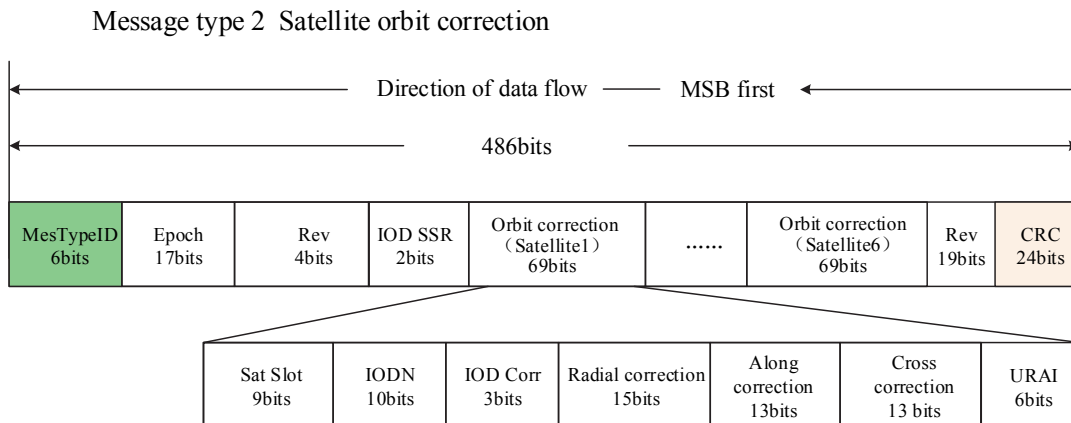 Message type 2  Satellite orbit correction
Direction of data flow
MSB first
486bits
MesTypeID
6bits
Epoch
17bits
Rev
4bits
IOD SSR
2bits
Orbit correction
（Satellite1）
69bits
......
Orbit correction
（Satellite6）
69bits
Rev
19bits
CRC
24bits
Sat Slot
9bits
IODN
10bits
IOD Corr
3bits
Radial correction
15bits
Along
correction
13bits
Cross
correction
13 bits
URAI
6bits